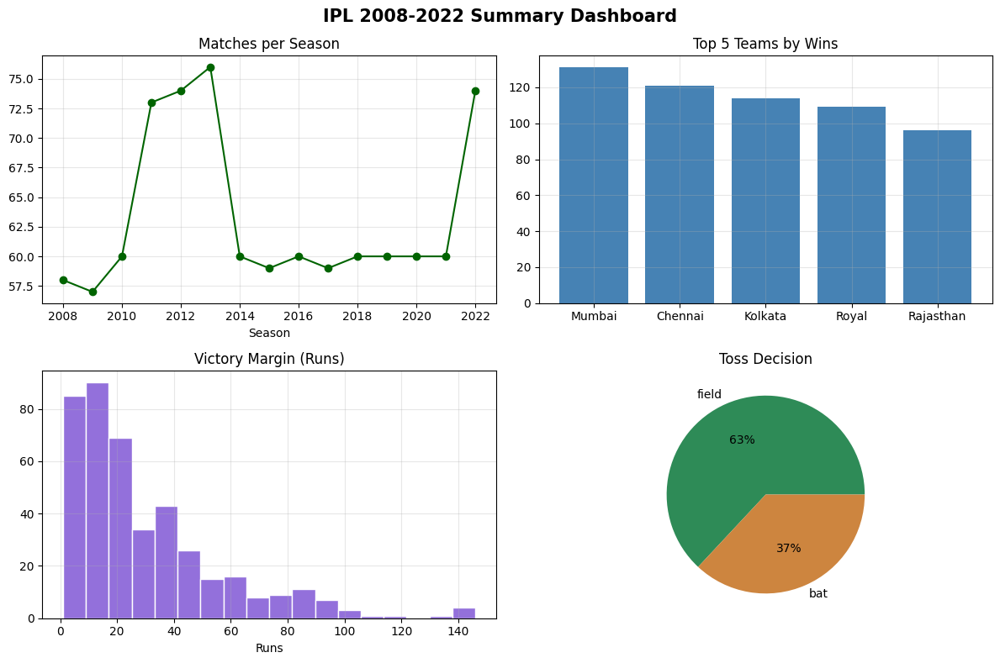 IPL 2008-2022 Summary Dashboard
Matches per Season
75.0
72.5
70.0
67.5
65.0
62.5
60.0
57.5
2008 2010 2012 2014 2016 2018 2020 2022
Season
Top 5 Teams by Wins
120
100
80
60
40
20
0
Mumbai Chennai Kolkata Royal Rajasthan
Victory Margin (Runs)
80
60
40
20
0
0 20 40 60 80 100 120 140
Runs
Toss Decision
field
63%
37%
bat